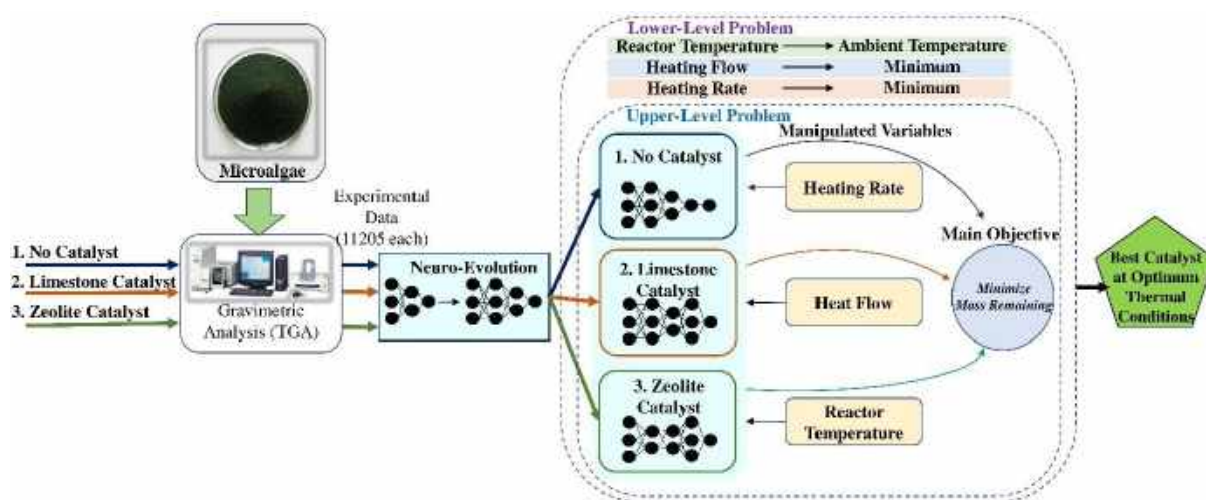 Lower-Level Problem
Reactor Temperature
Ambient Temperature
Heating Flow
Minimum
Heating Rate
Minimum
Upper-Level Problem
Manipulated Variables
Microalgae
Experimental
Data
(11205 each)
1. No Catalyst
2. Limestone Catalyst
3. Zeolite Catalyst
Gravimetric
Analysis (TGA)
Neuro-Evolution
1. No Catalyst
Heating Rate
2. Limestone
Catalyst
Heat Flow
3. Zeolite
Catalyst
Reactor
Temperature
Main Objective
Minimize
Mass Remaining
Best Catalyst
at Optimum
Thermal
Conditions